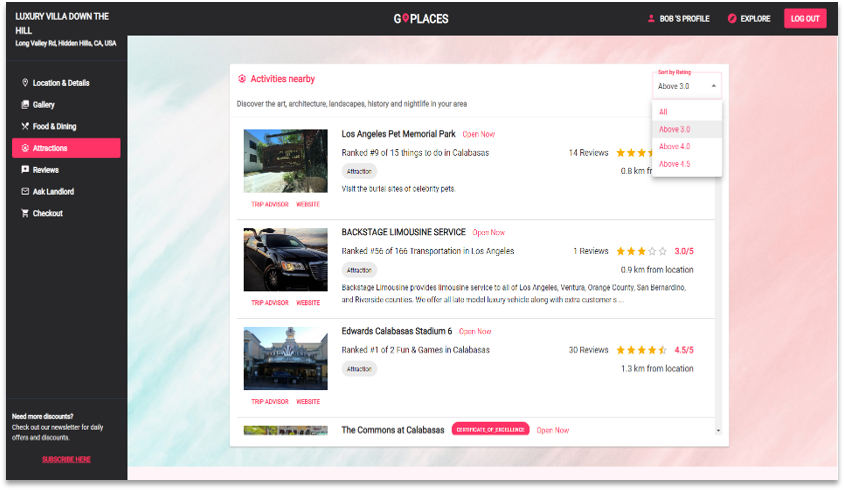 LUXURY VILLA DOWN THE
HILL
Long Valley Rd, Hidden Hills, CA, USA
GOPLACES
BOB 'S PROFILE
EXPLORE
LOG OUT
Location & Details
Gallery
Food & Dining
Attractions
Reviews
Ask Landlord
Checkout
Need more discounts?
Check out our newsletter for daily
offers and discounts.
SUBSCRIBE HERE
Activities nearby
Discover the art, architecture, landscapes, history and nightlife in your area
Sort by Rating
Above 3.0
All
Above 3.0
Above 4.0
Above 4.5
Los Angeles Pet Memorial Park Open Now
Ranked #9 of 15 things to do in Calabasas 14 Reviews
Attraction 0.8 km from
Visit the burial sites of celebrity pets.
TRIP ADVISOR WEBSITE
BACKSTAGE LIMOUSINE SERVICE Open Now
Ranked #56 of 166 Transportation in Los Angeles 1 Reviews 3.0/5
Attraction 0.9 km from location
Backstage Limousine provides limousine service to all of Los Angeles, Ventura, Orange County, San Bernardino,
and Riverside counties. We offer all late model luxury vehicle along with extra customer s ...
TRIP ADVISOR WEBSITE
Edwards Calabasas Stadium 6 Open Now
Ranked #1 of 2 Fun & Games in Calabasas 30 Reviews 4.5/5
Attraction 1.3 km from location
TRIP ADVISOR WEBSITE
The Commons at Calabasas CERTIFICATE_OF_EXCELLENCE Open Now